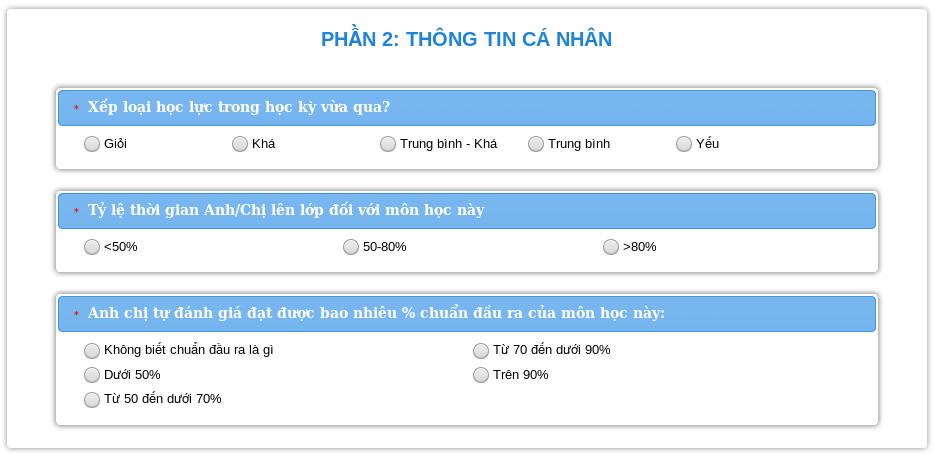 PHẦN 2: THÔNG TIN CÁ NHÂN
* Xếp loại học lực trong học kỳ vừa qua?
Giỏi Khá Trung bình - Khá Trung bình Yếu
* Tỷ lệ thời gian Anh/Chị lên lớp đối với môn học này
<50% 50-80% >80%
* Anh chị tự đánh giá đạt được bao nhiêu % chuẩn đầu ra của môn học này:
Không biết chuẩn đầu ra là gì Từ 70 đến dưới 90%
Dưới 50% Trên 90%
Từ 50 đến dưới 70%